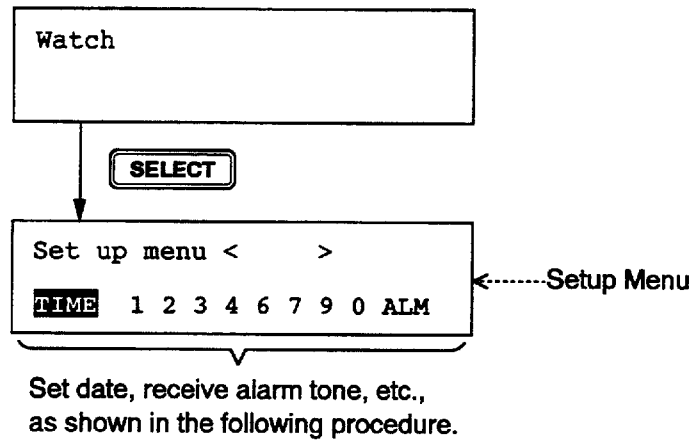 Watch
SELECT
Set up menu <        >
TIME 1 2 3 4 6 7 9 0 ALM
Setup Menu
Set date, receive alarm tone, etc.,
as shown in the following procedure.